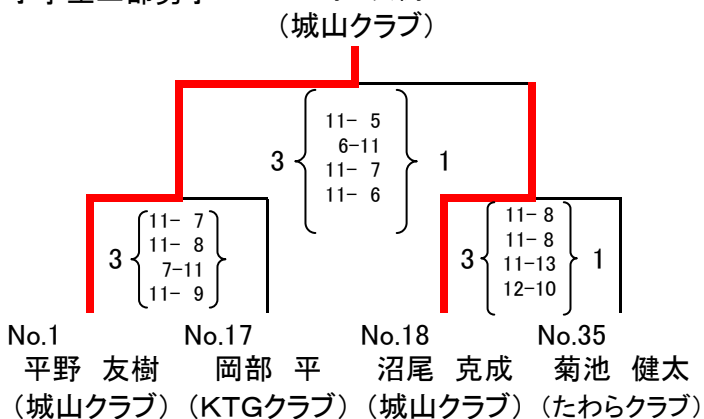 (城山クラブ)
11- 5
6-11
3 11- 7 1
11- 6
11- 7 11- 8
11- 8 11- 8
3 7-11 3 11-13 1
11- 9 12-10
No.1 No.17 No.18 No.35
平野 友樹 岡部 平 沼尾 克成 菊池 健太
(城山クラブ) (KTGクラブ) (城山クラブ) (たわらクラブ)